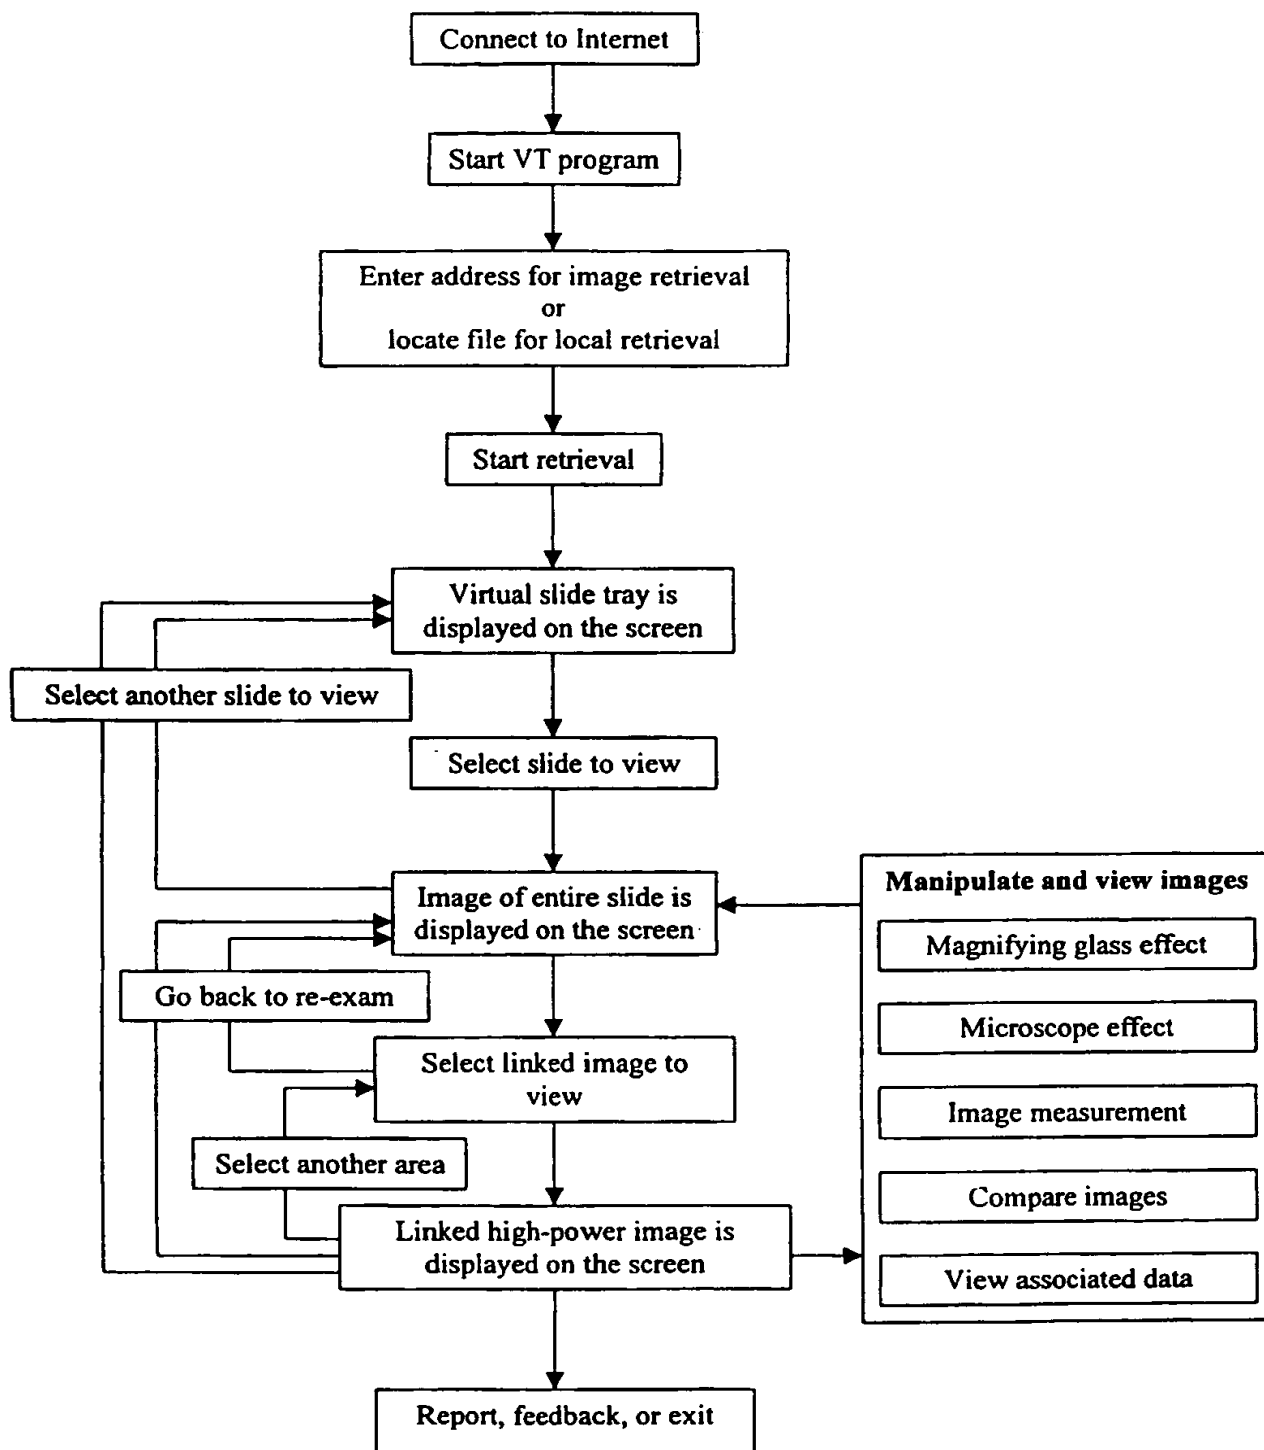 Connect to Internet
Start VT program
Enter address for image retrieval
or
locate file for local retrieval
Start retrieval
Virtual slide tray is
displayed on the screen
Select another slide to view
Select slide to view
Image of entire slide is
displayed on the screen
Manipulate and view images
Magnifying glass effect
Microscope effect
Image measurement
Compare images
View associated data
Go back to re-exam
Select linked image to
view
Select another area
Linked high-power image is
displayed on the screen
Report, feedback, or exit